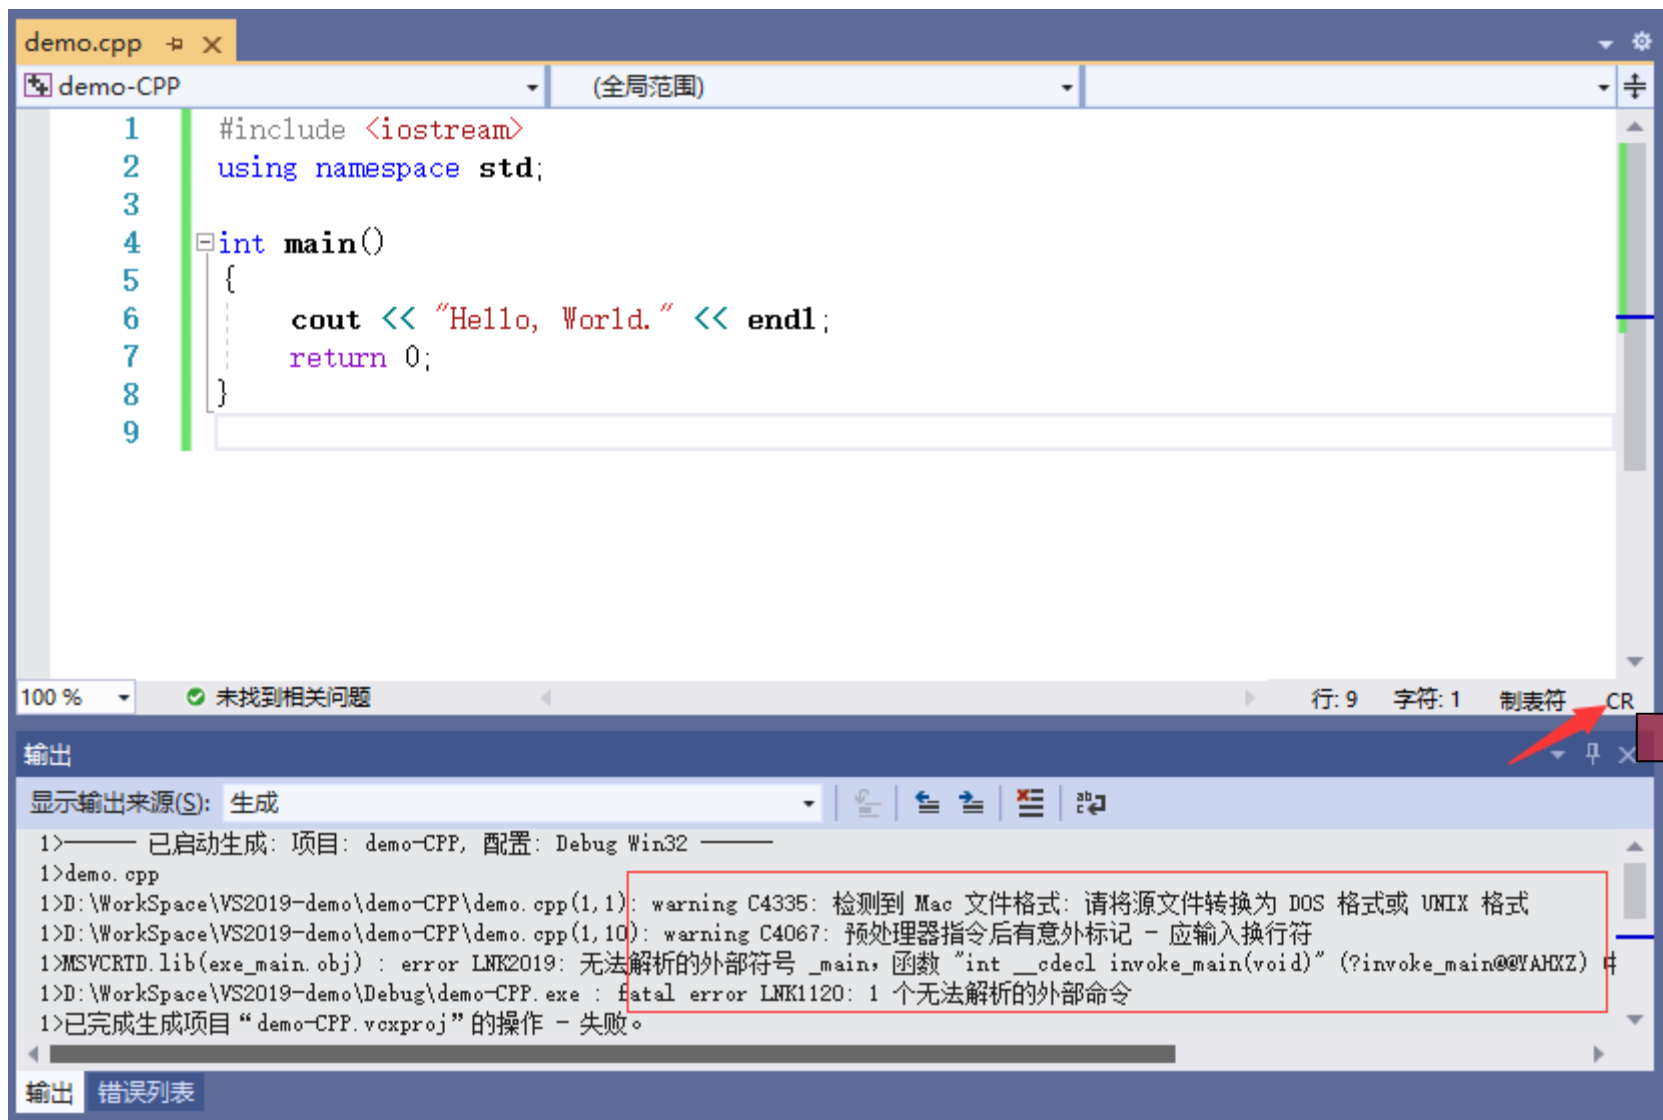 demo.cpp
demo-CPP (全局范围)
1 #include <iostream>
2 using namespace std;
3
4 int main()
5 {
6 cout << "Hello, World." << endl;
7 return 0;
8 }
9
100 % 未找到相关问题 行: 9 字符: 1 制表符 CR
输出
显示输出来源(S): 生成
1>------ 已启动生成: 项目: demo-CPP, 配置: Debug Win32 ------
1>demo.cpp
1>D:\WorkSpace\VS2019-demo\demo-CPP\demo.cpp(1,1): warning C4335: 检测到 Mac 文件格式: 请将源文件转换为 DOS 格式或 UNIX 格式
1>D:\WorkSpace\VS2019-demo\demo-CPP\demo.cpp(1,10): warning C4067: 预处理器指令后有意外标记 - 应输入换行符
1>MSVCRTD.lib(exe_main.obj) : error LNK2019: 无法解析的外部符号 _main，函数 "int __cdecl invoke_main(void)" (?invoke_main@@YAHXZ)
1>D:\WorkSpace\VS2019-demo\Debug\demo-CPP.exe : fatal error LNK1120: 1 个无法解析的外部命令
1>已完成生成项目“demo-CPP.vcxproj”的操作 - 失败。
输出 错误列表